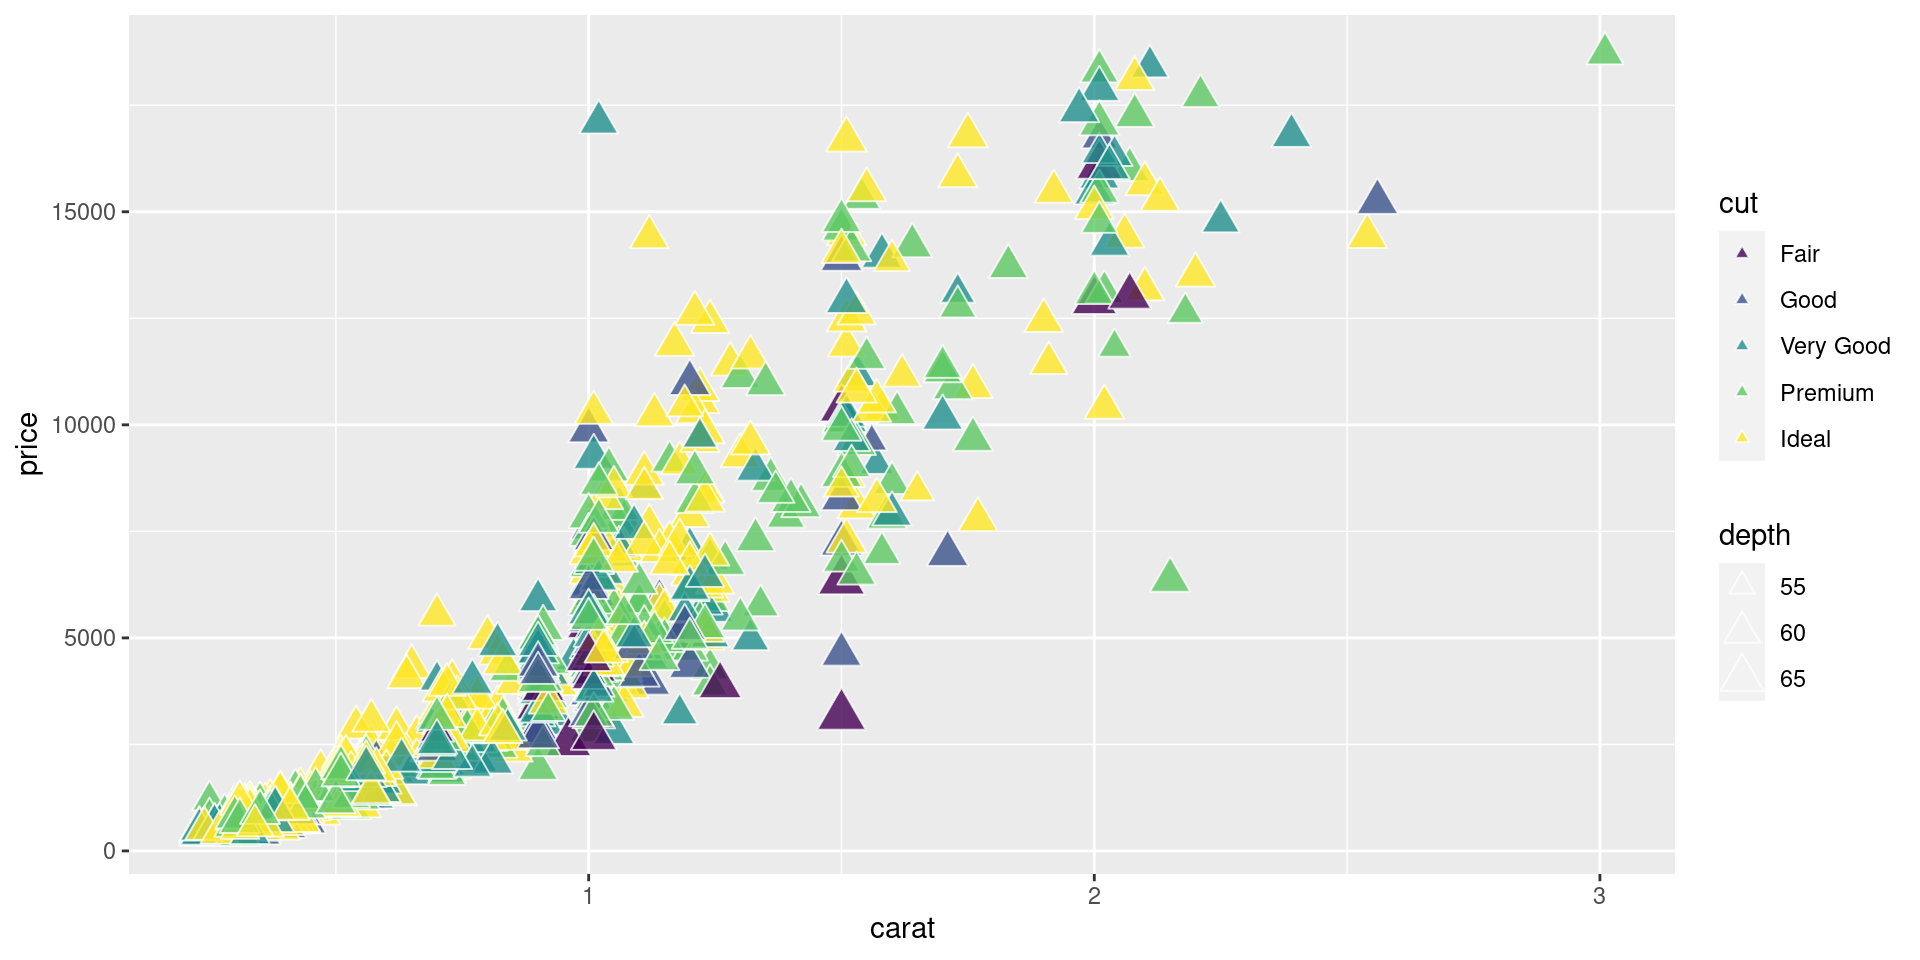 price
15000
10000
5000
0
1
2
3
carat
cut
Fair
Good
Very Good
Premium
Ideal
depth
55
60
65